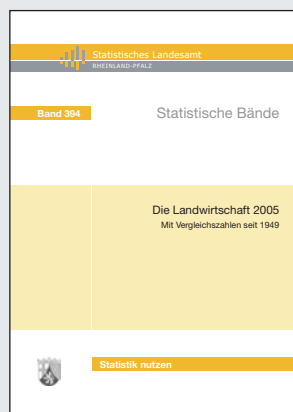 Statistisches Landesamt
RHEINLAND-PFALZ
Band 394
Statistische Bände
Die Landwirtschaft 2005
Mit Vergleichszahlen seit 1949
Statistik nutzen